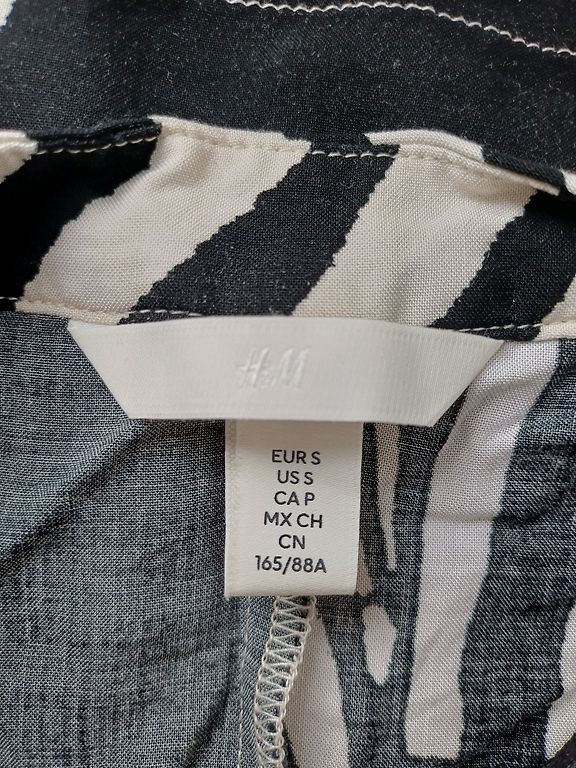 H&M
EUR S
US S
CA P
MX CH
CN
165/88A